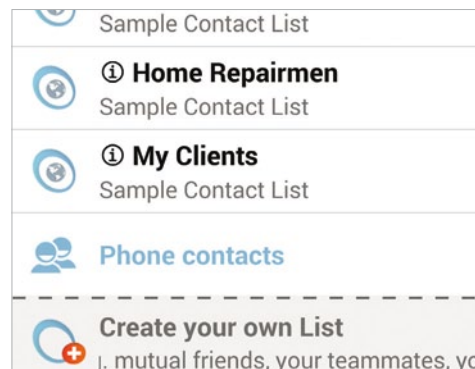 Sample Contact List
ⓘ Home Repairmen
Sample Contact List
ⓘ My Clients
Sample Contact List
Phone contacts
Create your own List
mutual friends, your teammates,